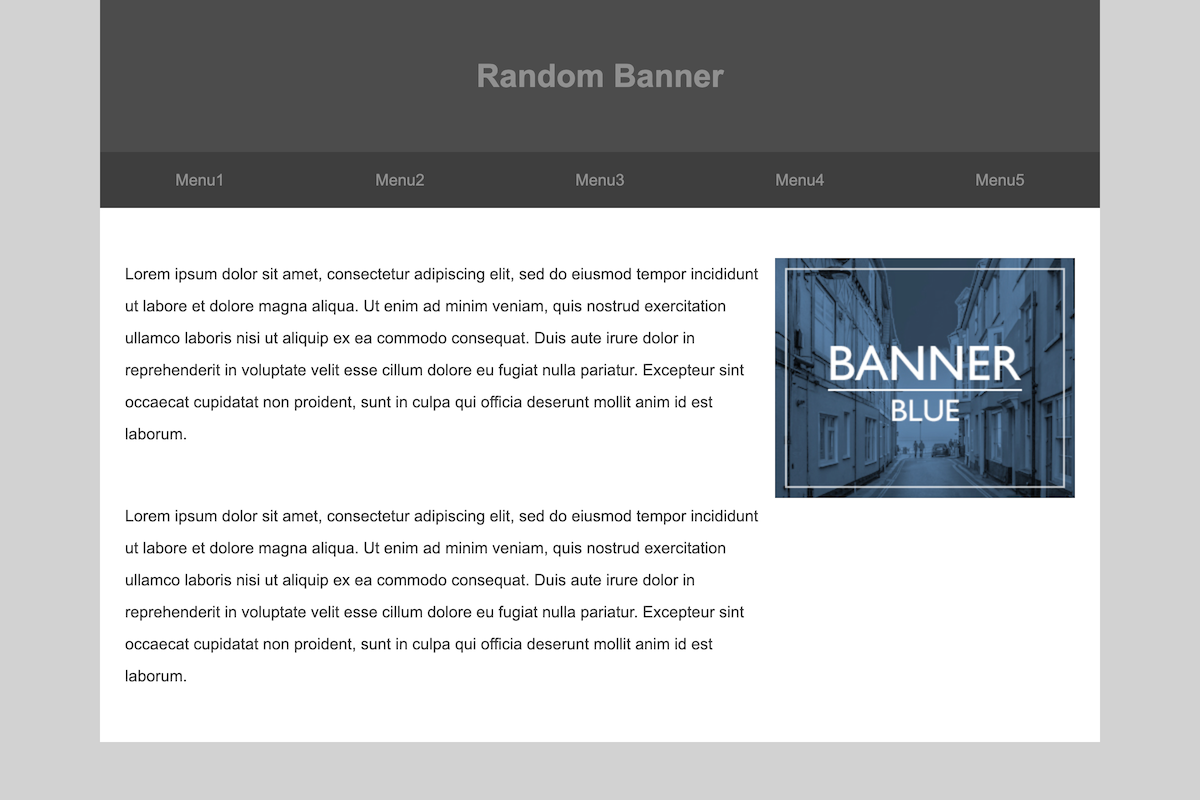 Random Banner
Menu1 Menu2 Menu3 Menu4 Menu5
Lorem ipsum dolor sit amet, consectetur adipiscing elit, sed do eiusmod tempor incididunt
ut labore et dolore magna aliqua. Ut enim ad minim veniam, quis nostrud exercitation
ullamco laboris nisi ut aliquip ex ea commodo consequat. Duis aute irure dolor in
reprehenderit in voluptate velit esse cillum dolore eu fugiat nulla pariatur. Excepteur sint
occaecat cupidatat non proident, sunt in culpa qui officia deserunt mollit anim id est
laborum.
Lorem ipsum dolor sit amet, consectetur adipiscing elit, sed do eiusmod tempor incididunt
ut labore et dolore magna aliqua. Ut enim ad minim veniam, quis nostrud exercitation
ullamco laboris nisi ut aliquip ex ea commodo consequat. Duis aute irure dolor in
reprehenderit in voluptate velit esse cillum dolore eu fugiat nulla pariatur. Excepteur sint
occaecat cupidatat non proident, sunt in culpa qui officia deserunt mollit anim id est
laborum.
BANNER
BLUE